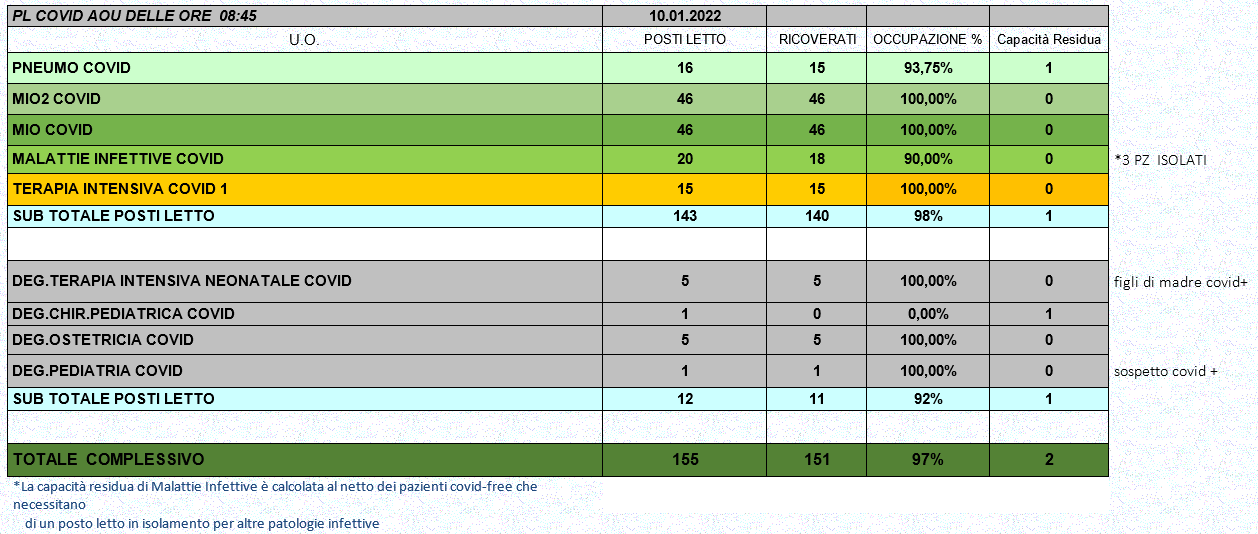 PL COVID AOU DELLE ORE 08:45 10.01.2022
U.O. POSTI LETTO RICOVERATI OCCUPAZIONE % Capacità Residua
PNEUMO COVID 16 15 93,75% 1
MIO2 COVID 46 46 100,00% 0
MIO COVID 46 46 100,00% 0
MALATTIE INFETTIVE COVID 20 18 90,00% 0 *3 PZ ISOLATI
TERAPIA INTENSIVA COVID 1 15 15 100,00% 0
SUB TOTALE POSTI LETTO 143 140 98% 1
DEG.TERAPIA INTENSIVA NEONATALE COVID 5 5 100,00% 0 figli di madre covid+
DEG.CHIR.PEDIATRICA COVID 1 0 0,00% 1
DEG.OSTETRICIA COVID 5 5 100,00% 0
DEG.PEDIATRIA COVID 1 1 100,00% 0 sospetto covid +
SUB TOTALE POSTI LETTO 12 11 92% 1
TOTALE COMPLESSIVO 155 151 97% 2
*La capacità residua di Malattie Infettive è calcolata al netto dei pazienti covid-free che
necessitano
di un posto letto in isolamento per altre patologie infettive